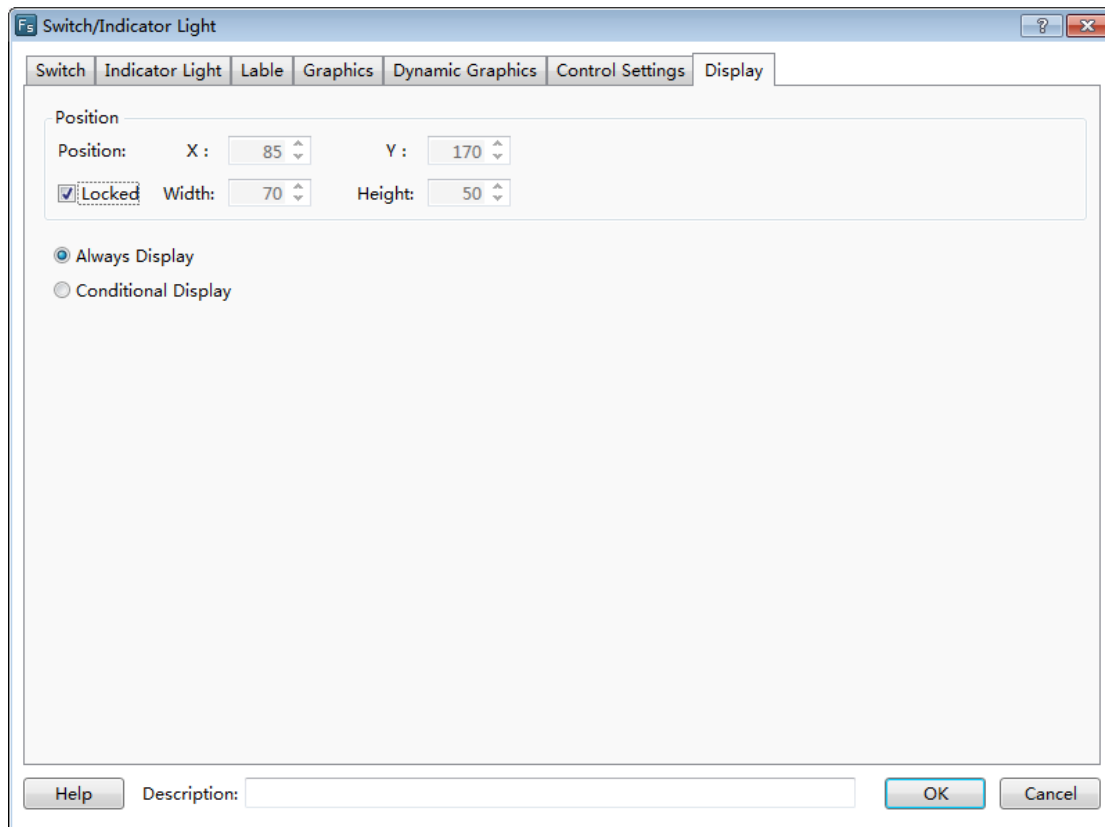 Fs Switch/Indicator Light ?
Switch Indicator Light Lable Graphics Dynamic Graphics Control Settings Display
Position
Position: X : 85 Y : 170
Locked Width: 70 Height: 50
Always Display
Conditional Display
Help Description: OK Cancel